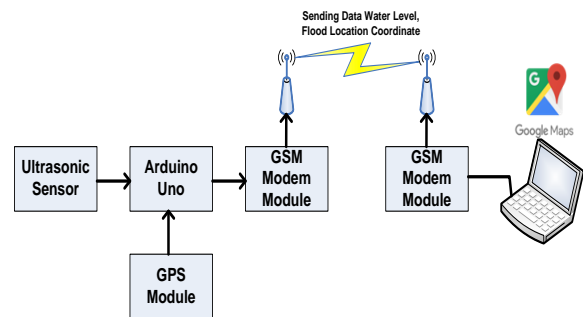 Sending Data Water Level,
Flood Location Coordinate
G
Google Maps
Ultrasonic
Sensor
Arduino
Uno
GSM
Modem
Module
GSM
Modem
Module
GPS
Module